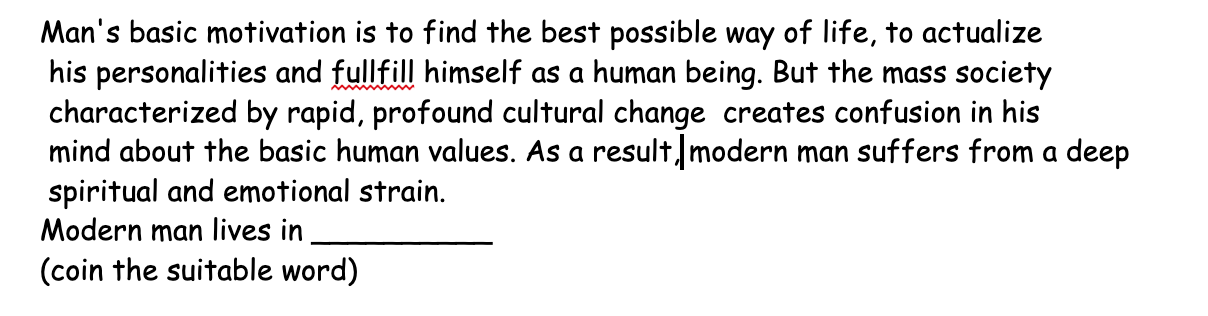 Man's basic motivation is to find the best possible way of life, to actualize
his personalities and fullfill himself as a human being. But the mass society
characterized by rapid, profound cultural change creates confusion in his
mind about the basic human values. As a result, modern man suffers from a deep
spiritual and emotional strain.
Modern man lives in __________
(coin the suitable word)